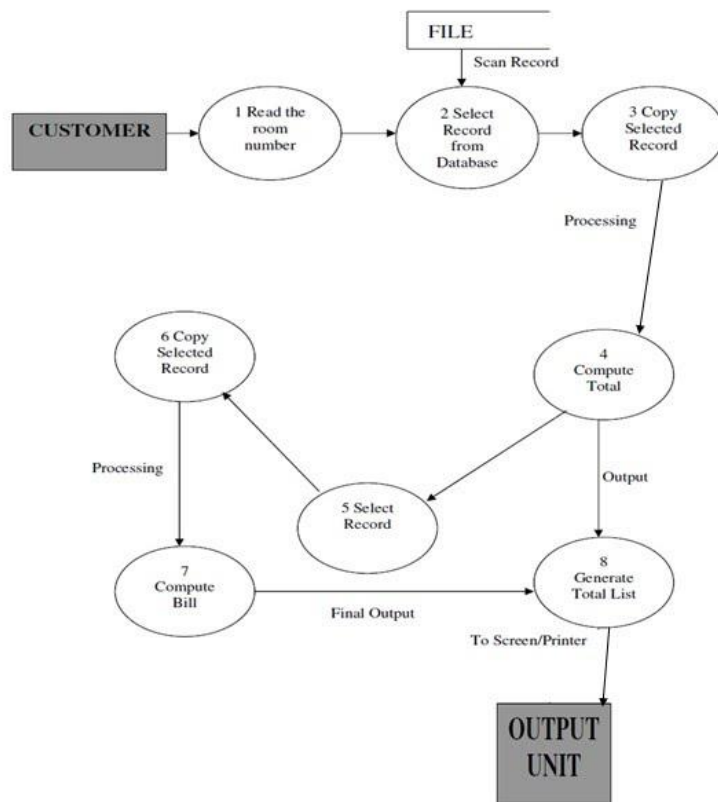 FILE
Scan Record
CUSTOMER
1 Read the
room
number
2 Select
Record
from
Database
3 Copy
Selected
Record
Processing
4
Compute
Total
6 Copy
Selected
Record
Processing
5 Select
Record
Output
7
Compute
Bill
8
Generate
Total List
Final Output
To Screen/Printer
OUTPUT
UNIT